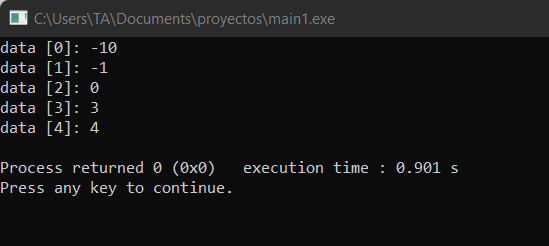 C:\Users\TA\Documents\proyectos\main1.exe
data [0]: -10
data [1]: -1
data [2]: 0
data [3]: 3
data [4]: 4
Process returned 0 (0x0)   execution time : 0.901 s
Press any key to continue.